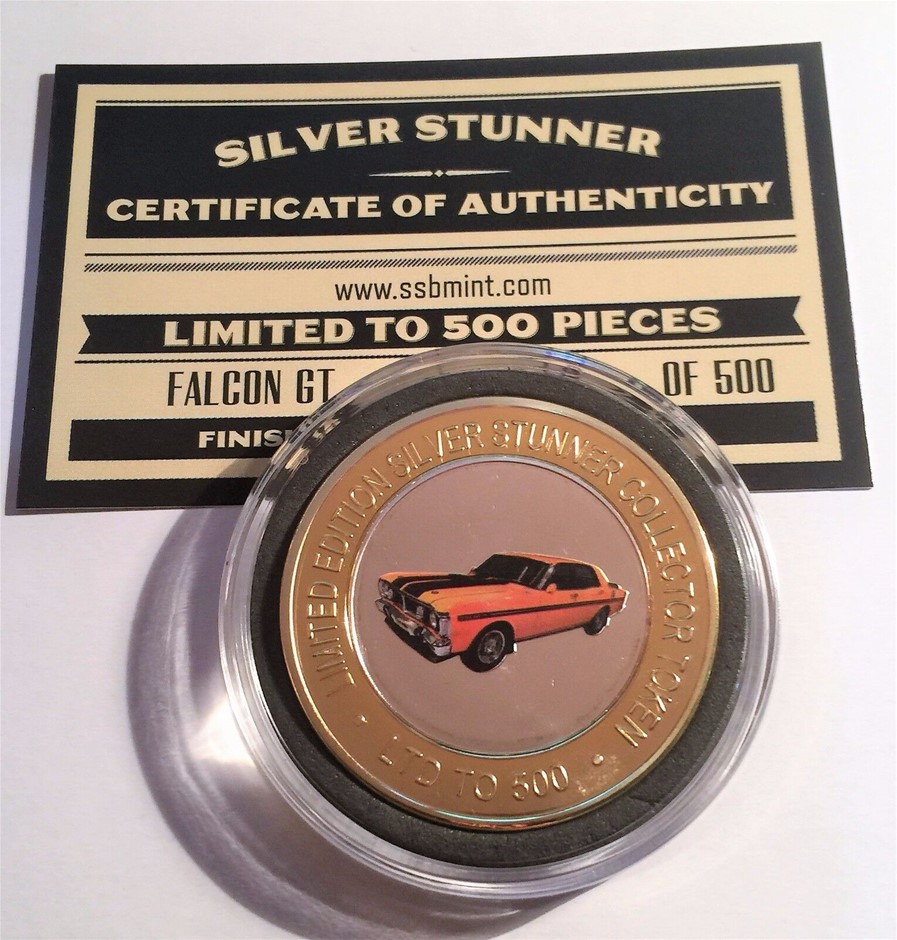 SILVER STUNNER
CERTIFICATE OF AUTHENTICITY
www.ssbmint.com
LIMITED TO 500 PIECES
FALCON GT OF 500
LIMITED EDITION SILVER STUNNER COLLECTOR TOKEN
• LTD TO 500 •